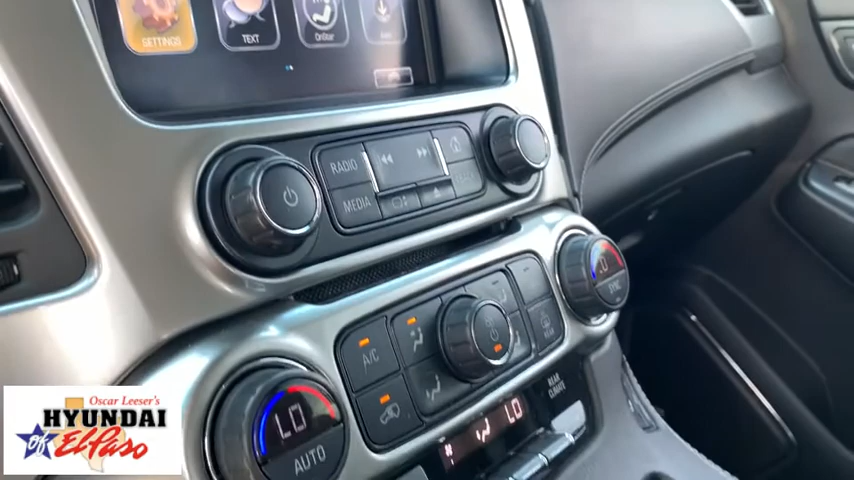 SETTINGS
TEXT
OnStar
RADIO
MEDIA
A/C
LO
SYNC
LO
AUTO
LO
REAR
CLIMATE
Oscar Leeser's
HYUNDAI
of El Paso